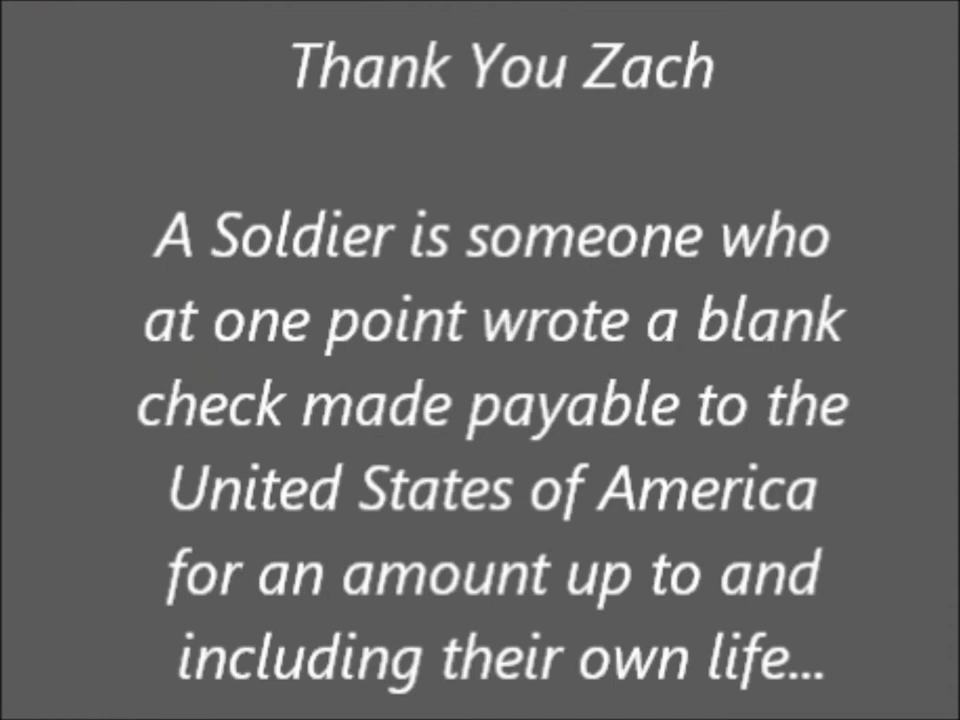 Thank You Zach
A Soldier is someone who
at one point wrote a blank
check made payable to the
United States of America
for an amount up to and
including their own life...